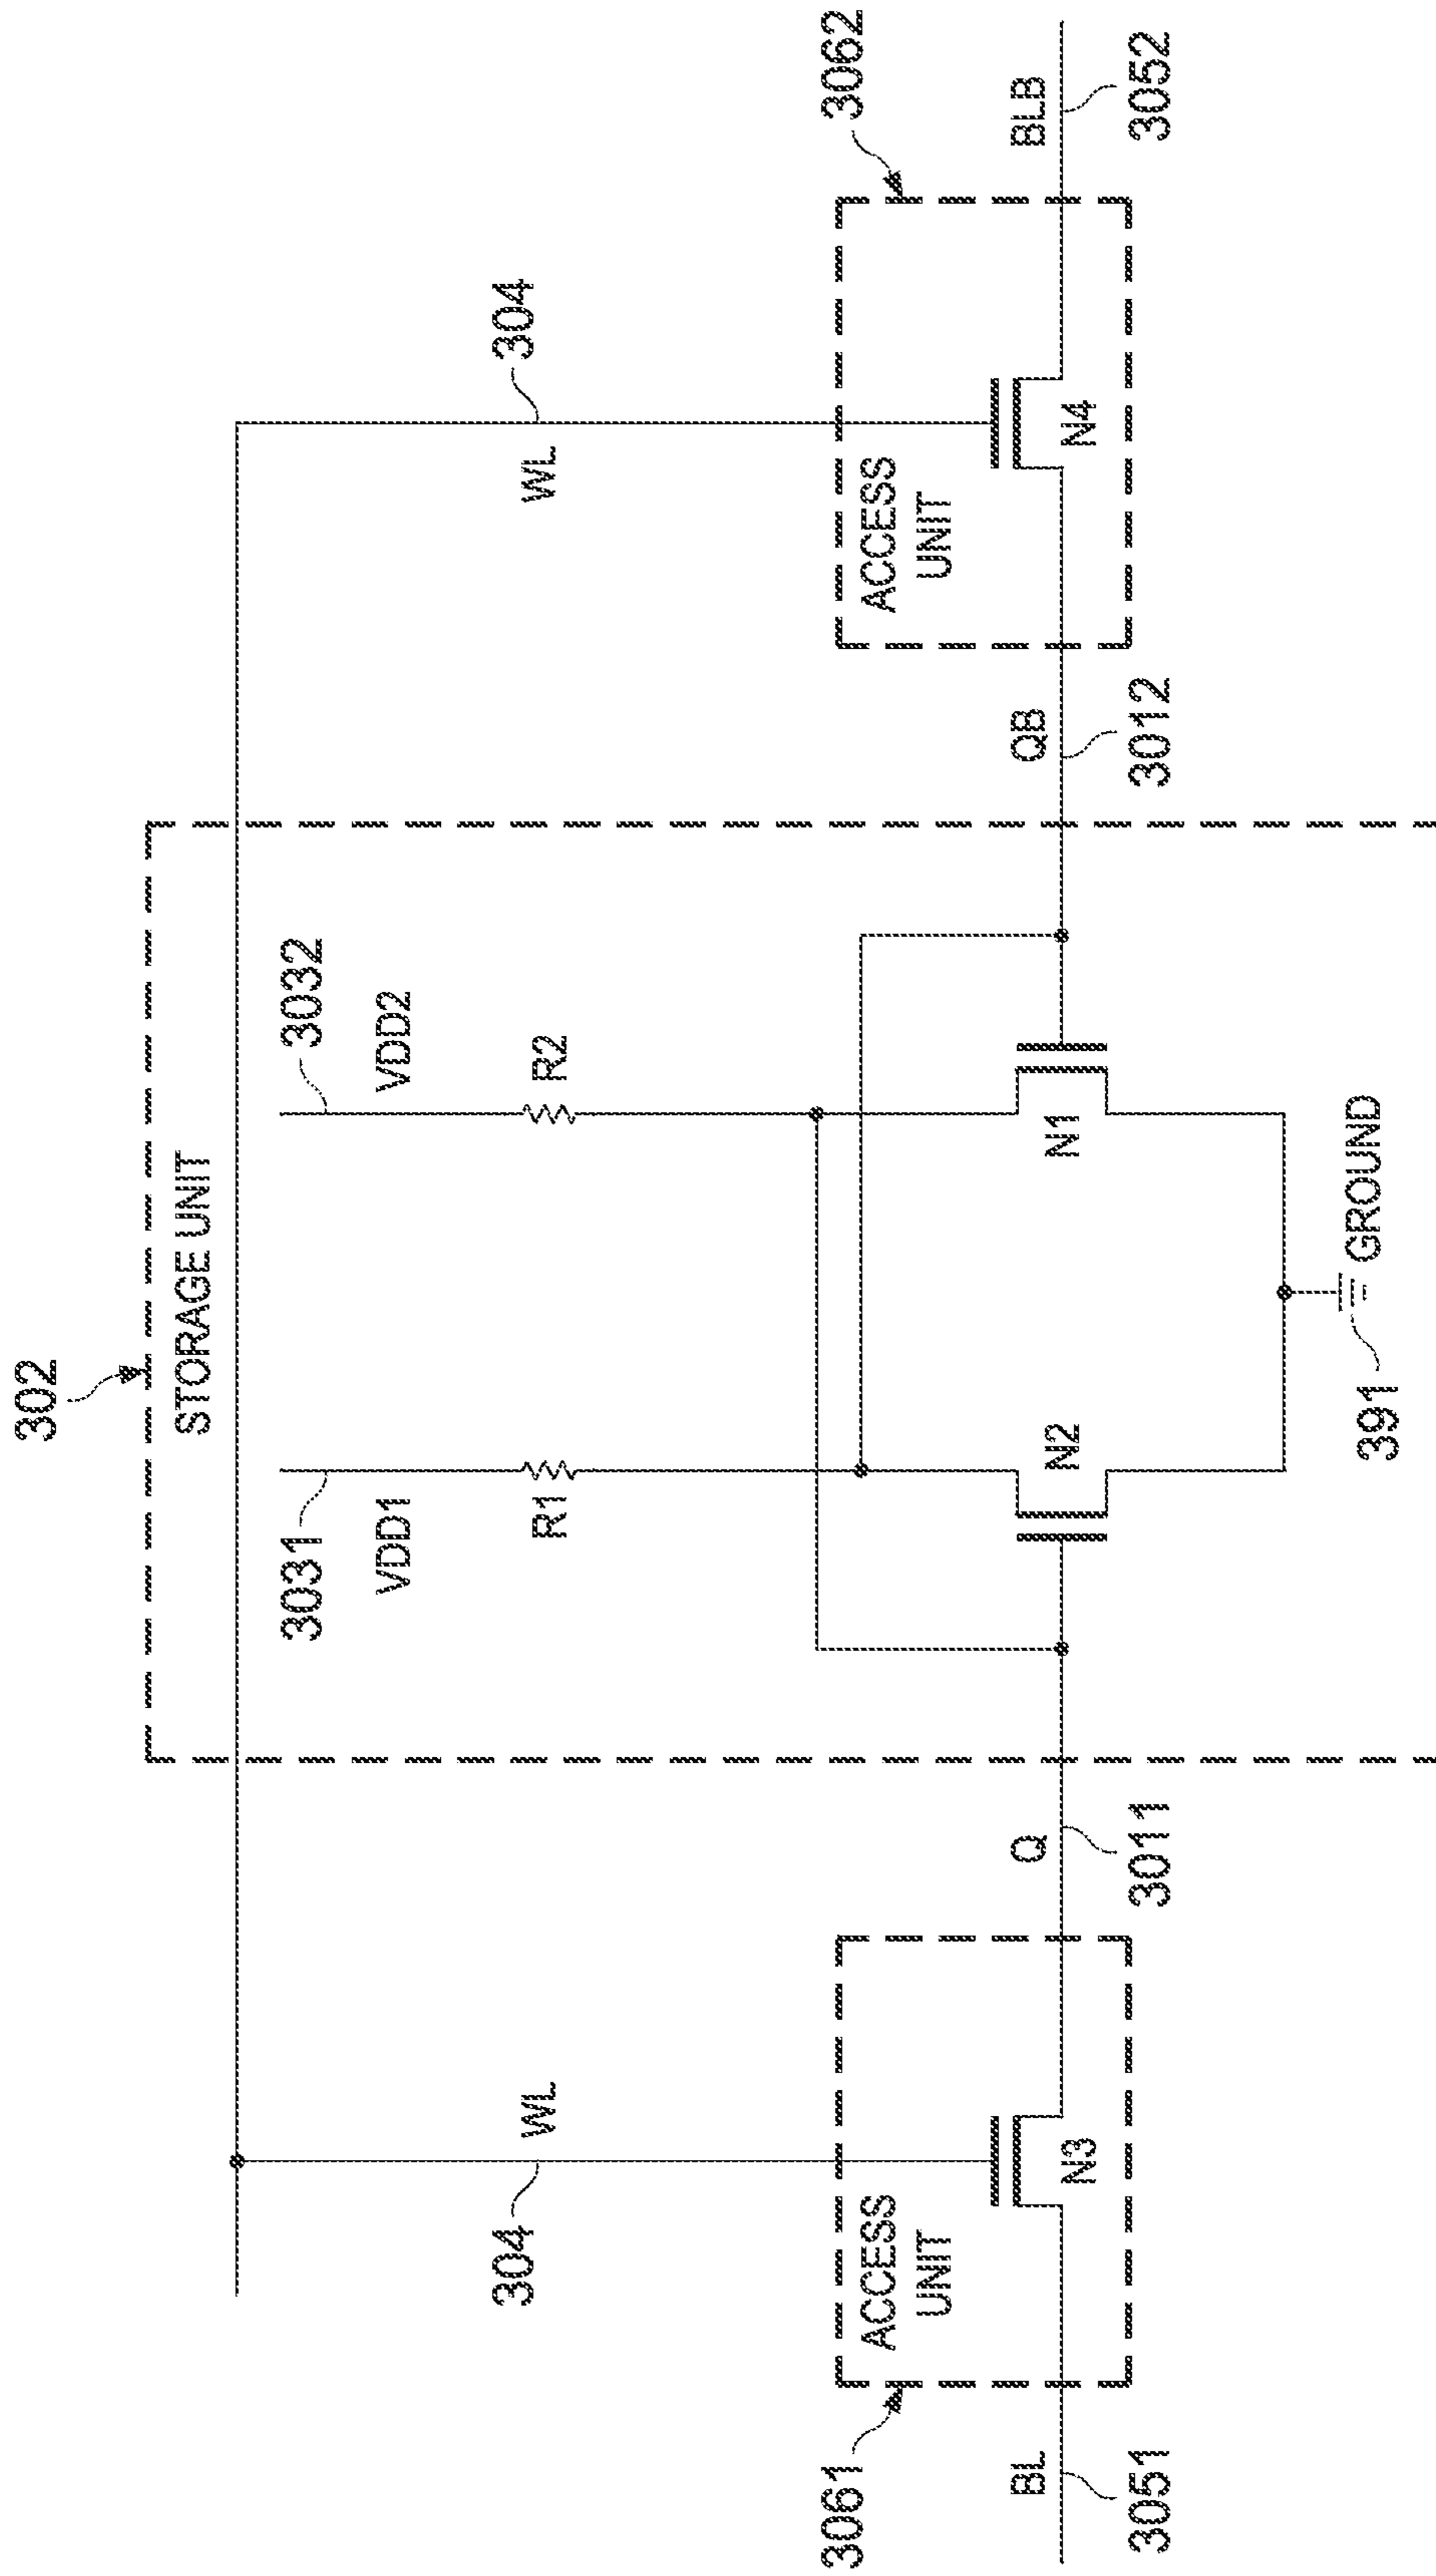 302
STORAGE UNIT
3031
VDD1
R1
3032
VDD2
R2
304
WL
WL
304
3061
ACCESS
UNIT
N3
BL
3051
Q
3011
N2
N1
391
GROUND
QB
3012
ACCESS
UNIT
N4
3062
BLB
3052